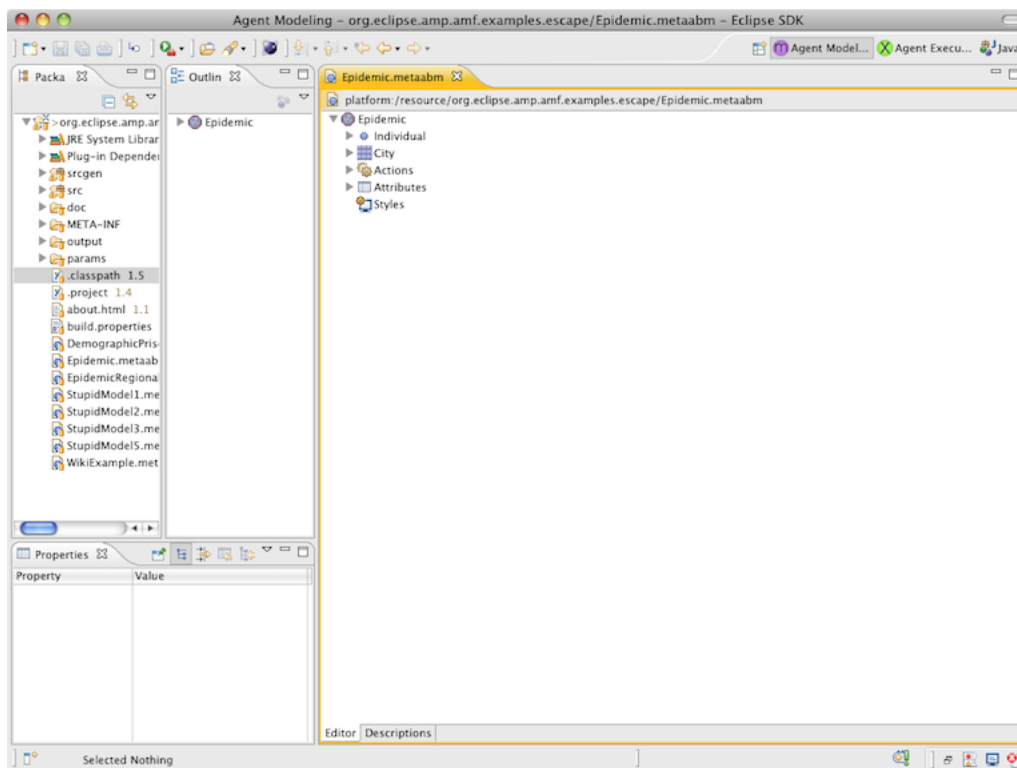 Agent Modeling – org.eclipse.amp.amf.examples.escape/Epidemic.metaabm – Eclipse SDK
Agent Model... Agent Execu... Java
Packa
Outlin
Epidemic.metaabm
platform:/resource/org.eclipse.amp.amf.examples.escape/Epidemic.metaabm
>org.eclipse.amp.ar
JRE System Librar
Plug-in Depende
srcgen
src
doc
META-INF
output
params
.classpath 1.5
.project 1.4
about.html 1.1
build.properties
DemographicPris
Epidemic.metaab
EpidemicRegiona
StupidModel1.me
StupidModel2.me
StupidModel3.me
StupidModel5.me
WikiExample.met
Epidemic
Epidemic
Individual
City
Actions
Attributes
Styles
Properties
Property Value
Editor Descriptions
Selected Nothing